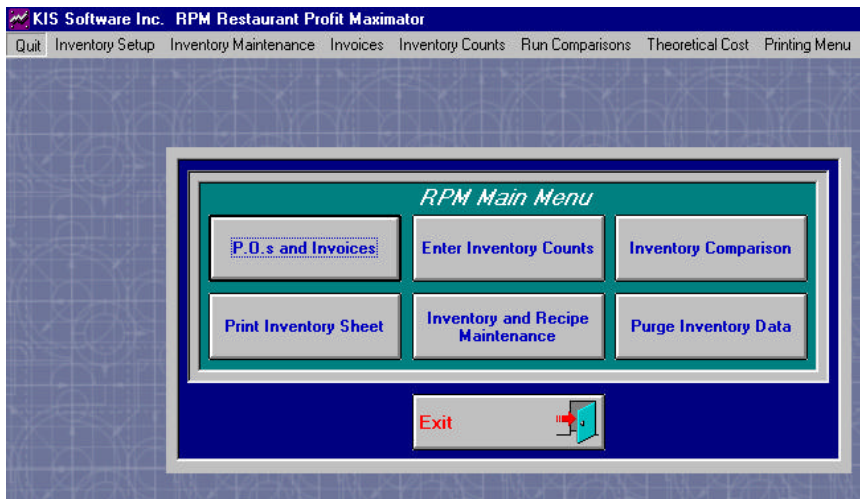 KIS Software Inc. RPM Restaurant Profit Maximator
Quit Inventory Setup Inventory Maintenance Invoices Inventory Counts Run Comparisons Theoretical Cost Printing Menu
RPM Main Menu
P.O.s and Invoices
Enter Inventory Counts
Inventory Comparison
Print Inventory Sheet
Inventory and Recipe
Maintenance
Purge Inventory Data
Exit